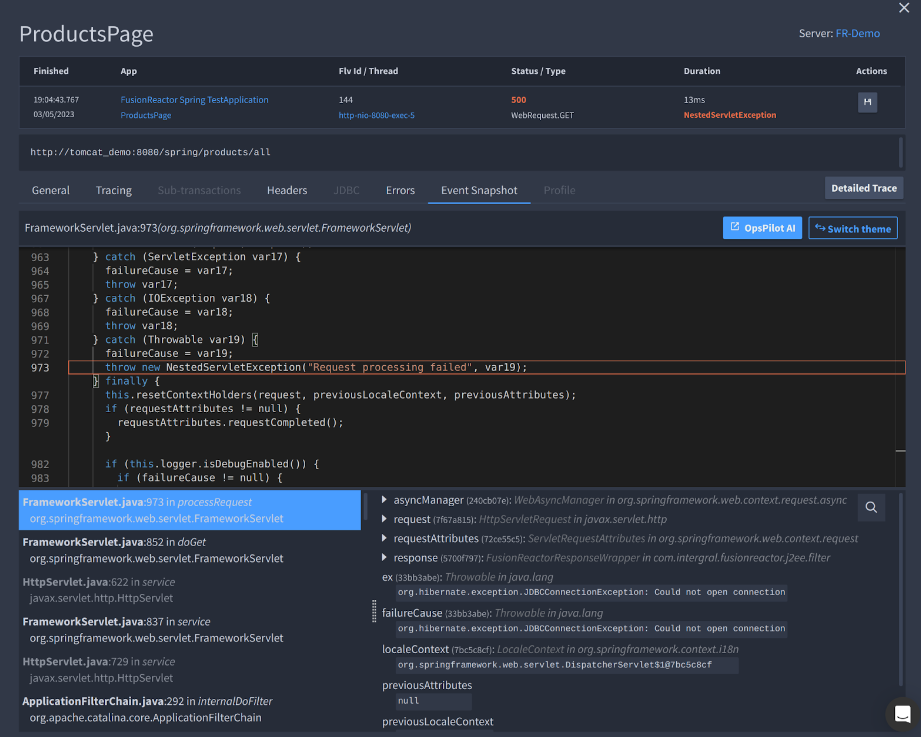 ProductsPage
Server: FR-Demo
Finished App Flv Id / Thread Status / Type Duration Actions
19:04:43.767 FusionReactor Spring TestApplication 144 500 13ms
03/05/2023 ProductsPage http-nio-8080-exec-5 WebRequest.GET NestedServletException
http://tomcat_demo:8080/spring/products/all
General Tracing Sub-transactions Headers JDBC Errors Event Snapshot Profile Detailed Trace
FrameworkServlet.java:973(org.springframework.web.servlet.FrameworkServlet) OpsPilot AI Switch theme
963 } catch (ServletException var17) {
964 failureCause = var17;
965 throw var17;
967 } catch (IOException var18) {
968 failureCause = var18;
969 throw var18;
971 } catch (Throwable var19) {
972 failureCause = var19;
973 throw new NestedServletException("Request processing failed", var19);
} finally {
977 this.resetContextHolders(request, previousLocaleContext, previousAttributes);
978 if (requestAttributes != null) {
979 requestAttributes.requestCompleted();
}
982 if (this.logger.isDebugEnabled()) {
983 if (failureCause != null) {
FrameworkServlet.java:973 in processRequest
org.springframework.web.servlet.FrameworkServlet
FrameworkServlet.java:852 in doGet
org.springframework.web.servlet.FrameworkServlet
HttpServlet.java:622 in service
javax.servlet.http.HttpServlet
FrameworkServlet.java:837 in service
org.springframework.web.servlet.FrameworkServlet
HttpServlet.java:729 in service
javax.servlet.http.HttpServlet
ApplicationFilterChain.java:292 in internalDoFilter
org.apache.catalina.core.ApplicationFilterChain
asyncManager (240cb07e): WebAsyncManager in org.springframework.web.context.request.async
request (7f67a815): HttpServletRequest in javax.servlet.http
requestAttributes (72ce55c5): ServletRequestAttributes in org.springframework.web.context.request
response (5700f797): FusionReactorResponseWrapper in com.intergral.fusionreactor.j2ee.filter
ex (33bb3abe): Throwable in java.lang
org.hibernate.exception.JDBCConnectionException: Could not open connection
failureCause (33bb3abe): Throwable in java.lang
org.hibernate.exception.JDBCConnectionException: Could not open connection
localeContext (7bc5c8cf): LocaleContext in org.springframework.context.i18n
org.springframework.web.servlet.DispatcherServlet$1@7bc5c8cf
previousAttributes
null
previousLocaleContext